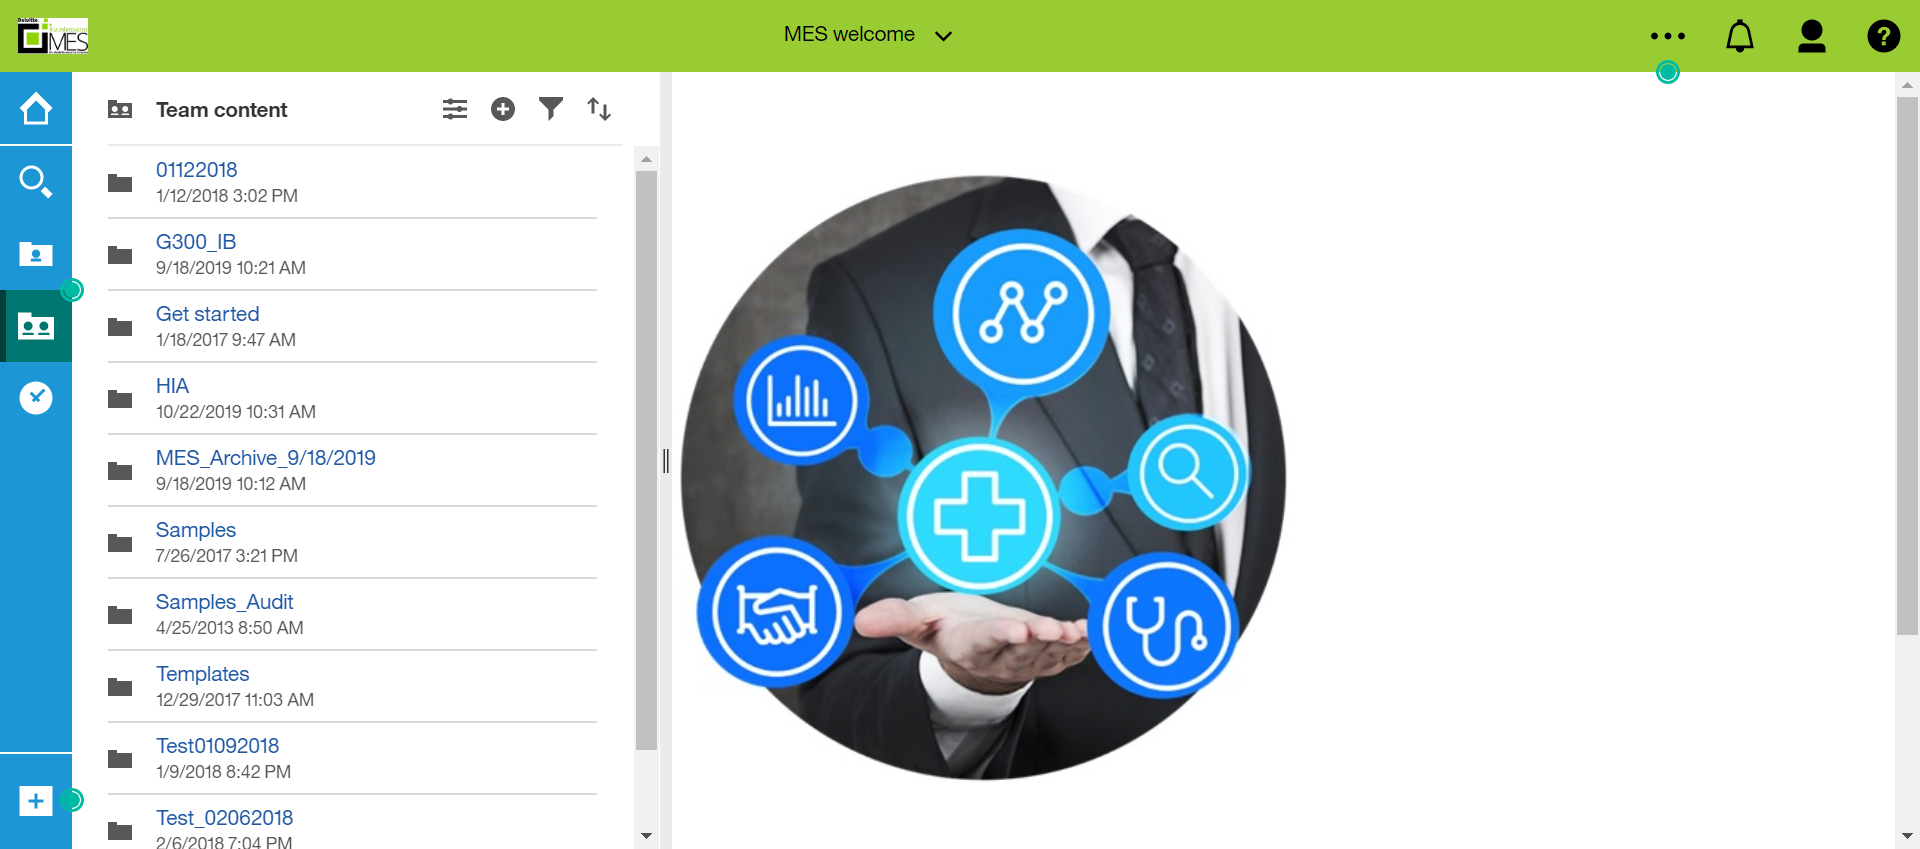 Deloitte.
MES
MES welcome
?
Team content
01122018
1/12/2018 3:02 PM
G300_IB
9/18/2019 10:21 AM
Get started
1/18/2017 9:47 AM
HIA
10/22/2019 10:31 AM
MES_Archive_9/18/2019
9/18/2019 10:12 AM
Samples
7/26/2017 3:21 PM
Samples_Audit
4/25/2013 8:50 AM
Templates
12/29/2017 11:03 AM
Test01092018
1/9/2018 8:42 PM
Test_02062018
2/6/2018 7:04 PM